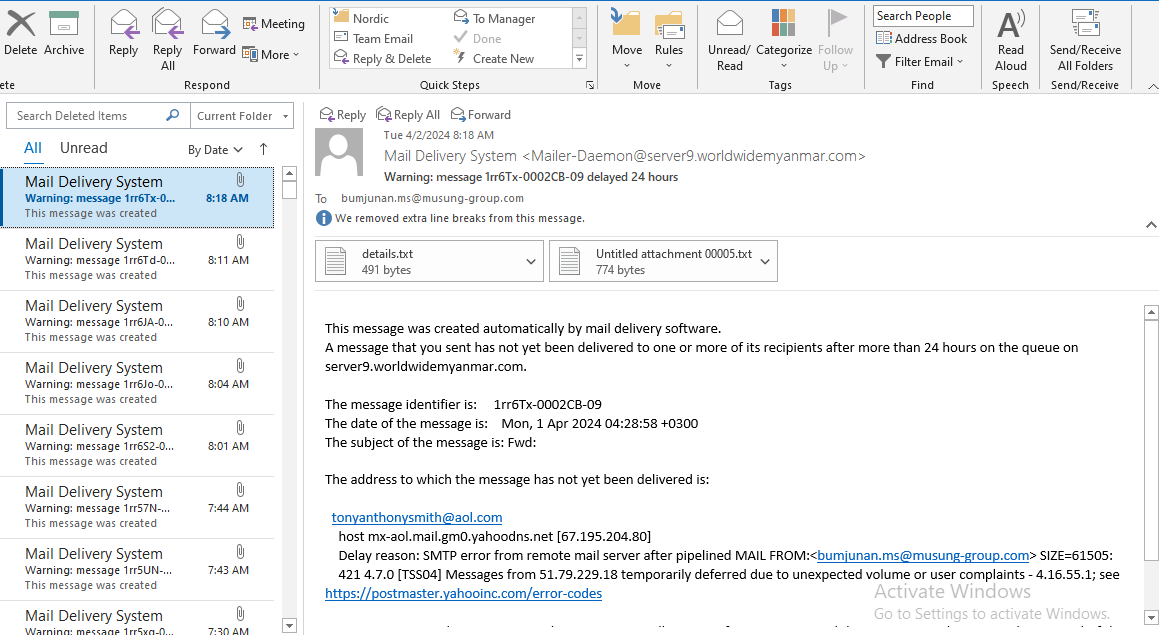 Delete
Archive
Reply
Reply
All
Forward
Meeting
More
Nordic
Team Email
Reply & Delete
To Manager
Done
Create New
Move
Rules
Unread/
Read
Categorize
Follow
Up
Search People
Address Book
Filter Email
Read
Aloud
Send/Receive
All Folders
ete
Respond
Quick Steps
Move
Tags
Find
Speech
Send/Receive
Search Deleted Items
Current Folder
All
Unread
By Date
Mail Delivery System
Warning: message 1rr6Tx-0...
8:18 AM
This message was created
Mail Delivery System
Warning: message 1rr6Td-0...
8:11 AM
This message was created
Mail Delivery System
Warning: message 1rr6JA-0...
8:10 AM
This message was created
Mail Delivery System
Warning: message 1rr6Jo-0...
8:04 AM
This message was created
Mail Delivery System
Warning: message 1rr6S2-0...
8:01 AM
This message was created
Mail Delivery System
Warning: message 1rr57N-...
7:44 AM
This message was created
Mail Delivery System
Warning: message 1rr5UN-...
7:43 AM
This message was created
Mail Delivery System
Warning: message 1rr5xq-0...
7:30 AM
Reply
Reply All
Forward
Tue 4/2/2024 8:18 AM
Mail Delivery System <Mailer-Daemon@server9.worldwidemyanmar.com>
Warning: message 1rr6Tx-0002CB-09 delayed 24 hours
To bumjunan.ms@musung-group.com
We removed extra line breaks from this message.
details.txt
491 bytes
Untitled attachment 00005.txt
774 bytes
This message was created automatically by mail delivery software.
A message that you sent has not yet been delivered to one or more of its recipients after more than 24 hours on the queue on
server9.worldwidemyanmar.com.
The message identifier is: 1rr6Tx-0002CB-09
The date of the message is: Mon, 1 Apr 2024 04:28:58 +0300
The subject of the message is: Fwd:
The address to which the message has not yet been delivered is:
tonyanthonysmith@aol.com
host mx-aol.mail.gm0.yahoodns.net [67.195.204.80]
Delay reason: SMTP error from remote mail server after pipelined MAIL FROM:<bumjunan.ms@musung-group.com> SIZE=61505:
421 4.7.0 [TSS04] Messages from 51.79.229.18 temporarily deferred due to unexpected volume or user complaints - 4.16.55.1; see
https://postmaster.yahooinc.com/error-codes
Activate Windows
Go to Settings to activate Windows.